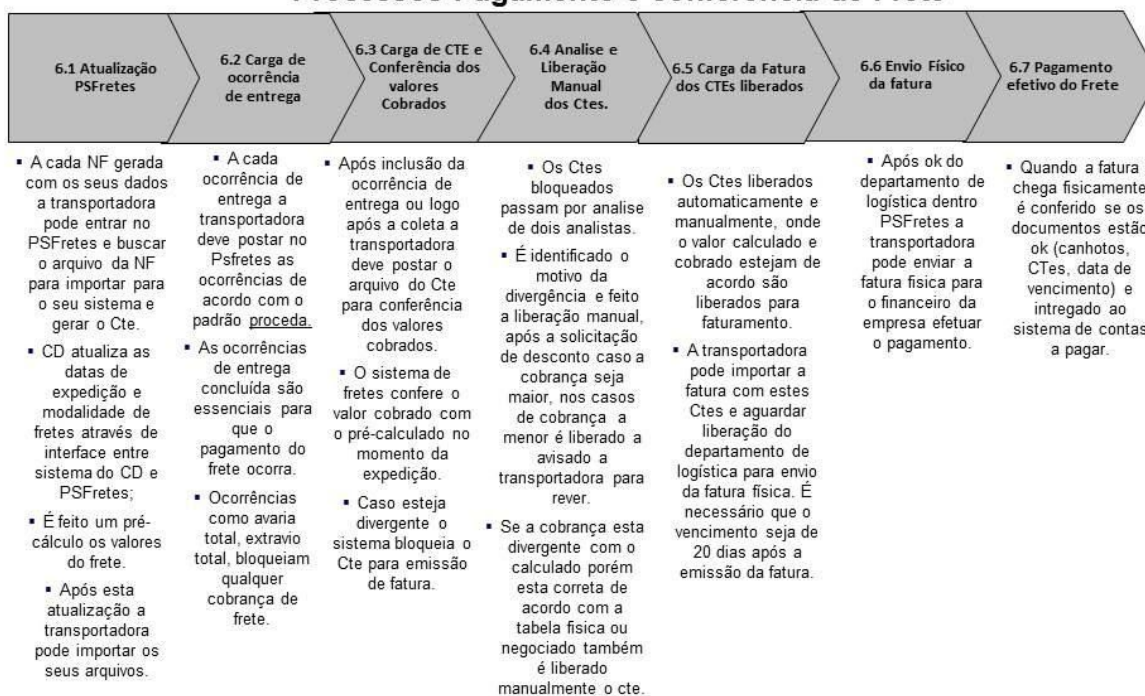 Processos Pagamento e Conferência de Frete
6.1 Atualização
PSFretes
6.2 Carga de
ocorrência
de entrega
6.3 Carga de CTE e
Conferência dos
valores
Cobrados
6.4 Analise e
Liberação
Manual
dos Ctes.
6.5 Carga da Fatura
dos CTEs liberados
6.6 Envio Físico
da fatura
6.7 Pagamento
efetivo do Frete
▪ A cada NF gerada
com os seus dados
a transportadora
pode entrar no
PSFretes e buscar
o arquivo da NF
para importar para
o seu sistema e
gerar o Cte.
▪ CD atualiza as
datas de
expedição e
modalidade de
fretes através de
interface entre
sistema do CD e
PSFretes;
▪ É feito um pré-
cálculo os valores
do frete.
▪ Após esta
atualização a
transportadora
pode importar os
seus arquivos.
▪ A cada
ocorrência de
entrega a
transportadora
deve postar no
Psfretes as
ocorrências de
acordo com o
padrão proceda.
▪ As ocorrências
de entrega
concluída são
essenciais para
que o
pagamento do
frete ocorra.
▪ Ocorrências
como avaria
total, extravio
total, bloqueiam
qualquer
cobrança de
frete.
▪ Após inclusão da
ocorrência de
entrega ou logo
após a coleta a
transportadora
deve postar o
arquivo do Cte
para conferência
dos valores
cobrados.
▪ O sistema de
fretes confere o
valor cobrado com
o pré-calculado no
momento da
expedição.
▪ Caso esteja
divergente o
sistema bloqueia o
Cte para emissão
de fatura.
▪ Os Ctes
bloqueados
passam por analise
de dois analistas.
▪ É identificado o
motivo da
divergência e feito
a liberação manual,
após a solicitação
de desconto caso a
cobrança seja
maior, nos casos
de cobrança a
menor é liberado a
avisado a
transportadora para
rever.
▪ Se a cobrança esta
divergente com o
calculado porém
esta correta de
acordo com a
tabela fisica ou
negociado também
é liberado
manualmente o cte.
▪ Os Ctes liberados
automaticamente e
manualmente, onde
o valor calculado e
cobrado estejam de
acordo são
liberados para
faturamento.
▪ A transportadora
pode importar a
fatura com estes
Ctes e aguardar
liberação do
departamento de
logística para envio
da fatura física. É
necessário que o
vencimento seja de
20 dias após a
emissão da fatura.
▪ Após ok do
departamento de
logística dentro
PSFretes a
transportadora
pode enviar a
fatura fisica para
o financeiro da
empresa efetuar
o pagamento.
▪ Quando a fatura
chega fisicamente
é conferido se os
documentos estão
ok (canhotos,
CTes, data de
vencimento) e
intregado ao
sistema de contas
a pagar.